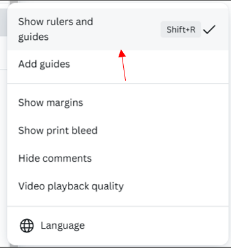 Show rulers and
guides
Shift+R
Add guides
Show margins
Show print bleed
Hide comments
Video playback quality
Language